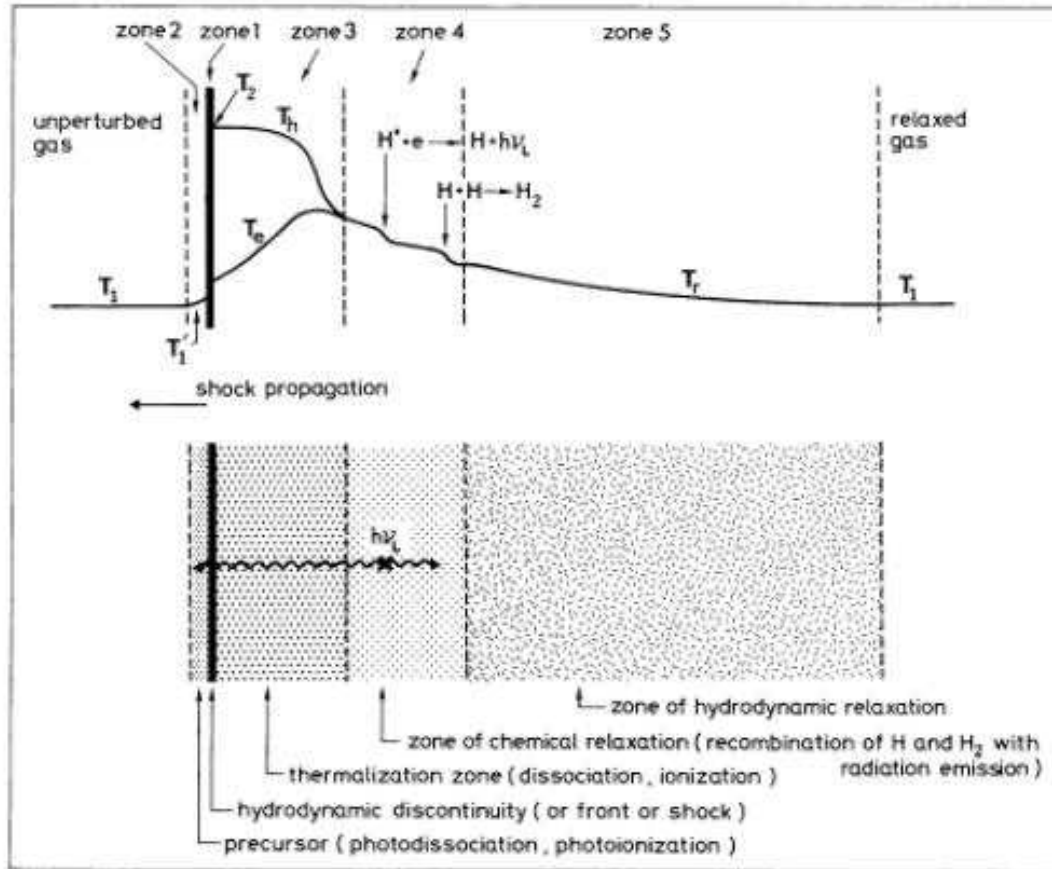 zone 2 zone 1 zone 3 zone 4 zone 5
T₂
unperturbed gas
Tₕ
H⁺ + e → H + hνL
relaxed gas
H + H → H₂
Tₑ
T₁
Tᵣ
T₁
T₁′
shock propagation
hνL
zone of hydrodynamic relaxation
zone of chemical relaxation ( recombination of H and H₂ with
radiation emission )
thermalization zone ( dissociation , ionization )
hydrodynamic discontinuity ( or front or shock )
precursor ( photodissociation , photoionization )